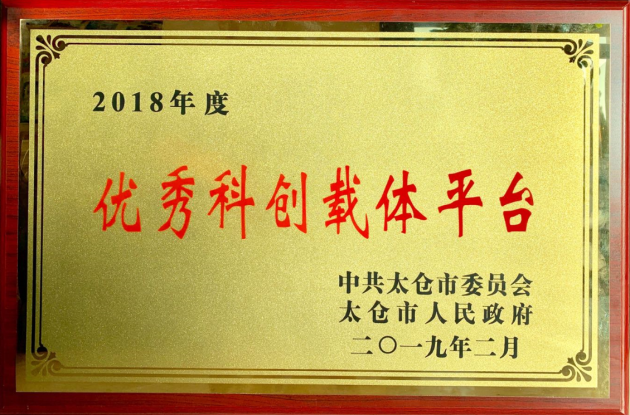 2018年度
优秀科创载体平台
中共太仓市委员会
太仓市人民政府
二〇一九年二月